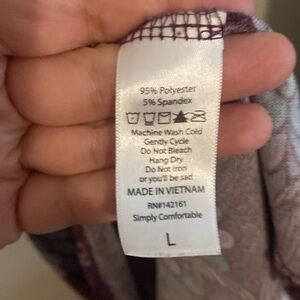 95% Polyester
5% Spandex
Machine Wash Cold
Gently Cycle
Do Not Bleach
Hang Dry
Do Not Iron
or you'll be sad
MADE IN VIETNAM
RN#142161
Simply Comfortable
L